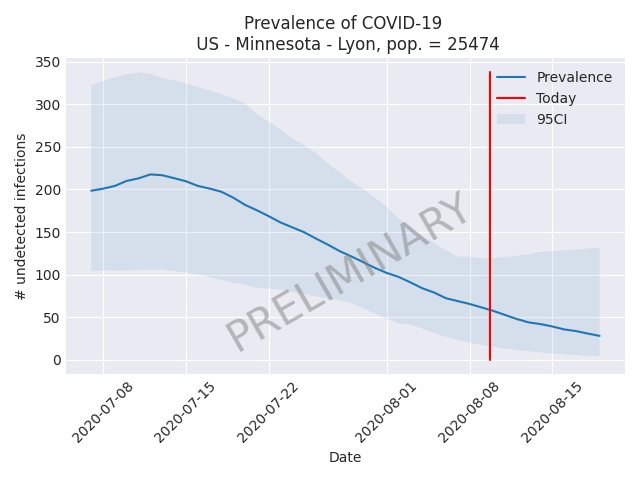 Prevalence of COVID-19
US - Minnesota - Lyon, pop. = 25474
350
300
250
200
150
100
50
0
# undetected infections
Prevalence
Today
95CI
PRELIMINARY
2020-07-08
2020-07-15
2020-07-22
2020-08-01
2020-08-08
2020-08-15
Date